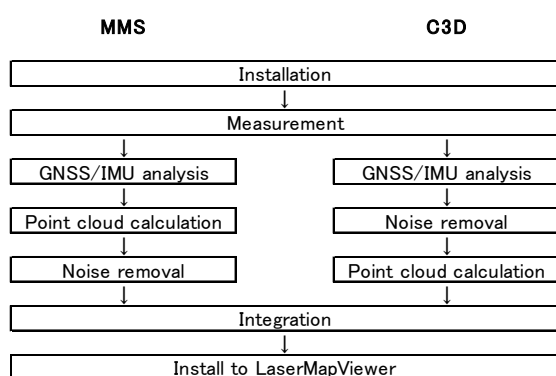 MMS C3D
Installation
↓
Measurement
↓ ↓
GNSS/IMU analysis GNSS/IMU analysis
↓ ↓
Point cloud calculation Noise removal
↓ ↓
Noise removal Point cloud calculation
↓ ↓
Integration
↓
Install to LaserMapViewer